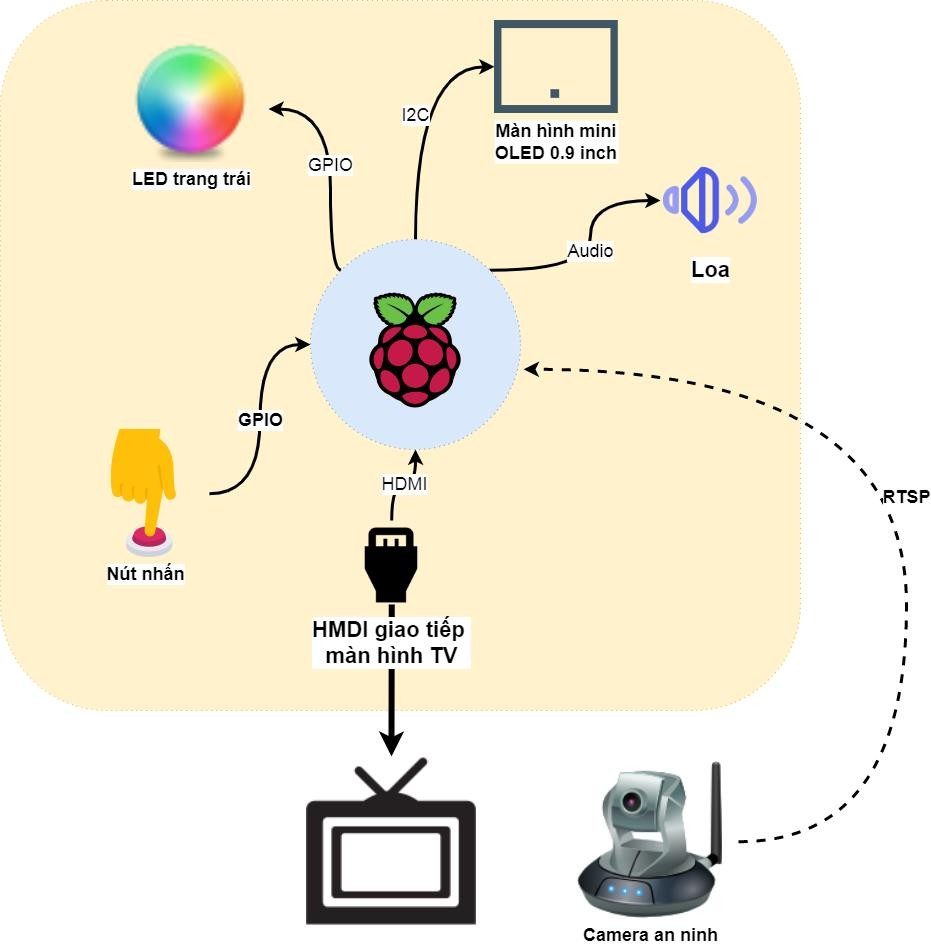 I2C
Màn hình mini
OLED 0.9 inch
GPIO
LED trang trái
Audio
Loa
GPIO
HDMI
RTSP
Nút nhấn
HMDI giao tiếp
màn hình TV
Camera an ninh